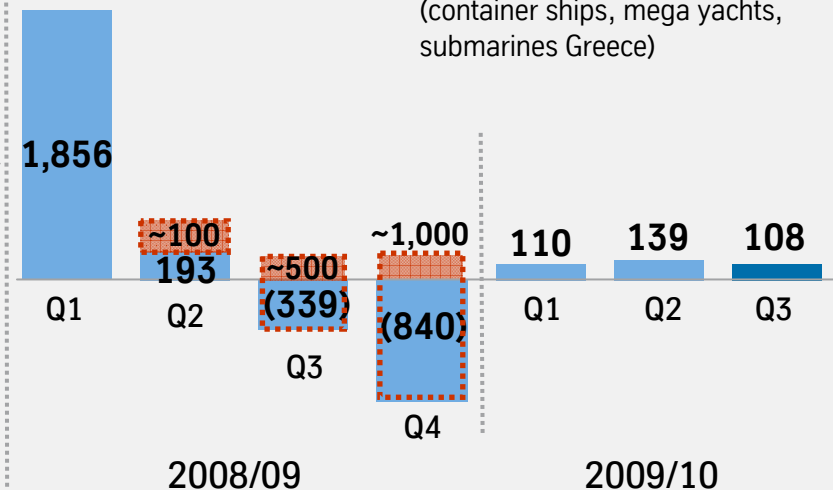 (container ships, mega yachts,
submarines Greece)
1,856
~100
193
~500
(339)
~1,000
(840)
110
139
108
Q1
Q2
Q3
Q4
Q1
Q2
Q3
2008/09
2009/10